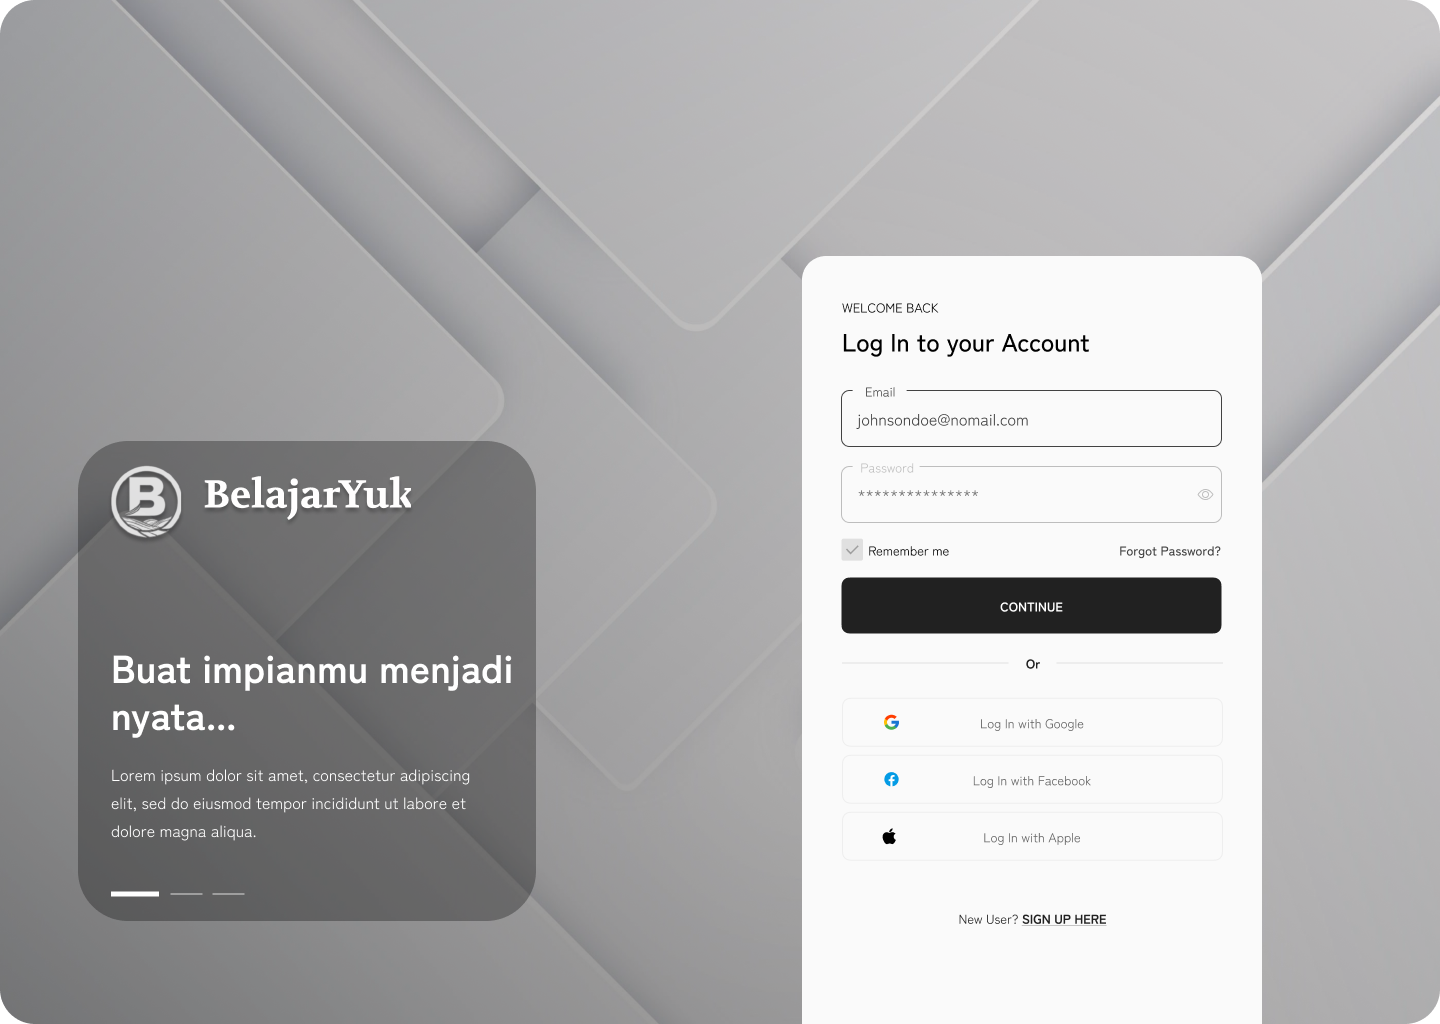 B BelajarYuk
Buat impianmu menjadi
nyata...
Lorem ipsum dolor sit amet, consectetur adipiscing
elit, sed do eiusmod tempor incididunt ut labore et
dolore magna aliqua.
WELCOME BACK
Log In to your Account
Email
johnsondoe@nomail.com
Password
***************
Remember me
Forgot Password?
CONTINUE
Or
Log In with Google
Log In with Facebook
Log In with Apple
New User? SIGN UP HERE